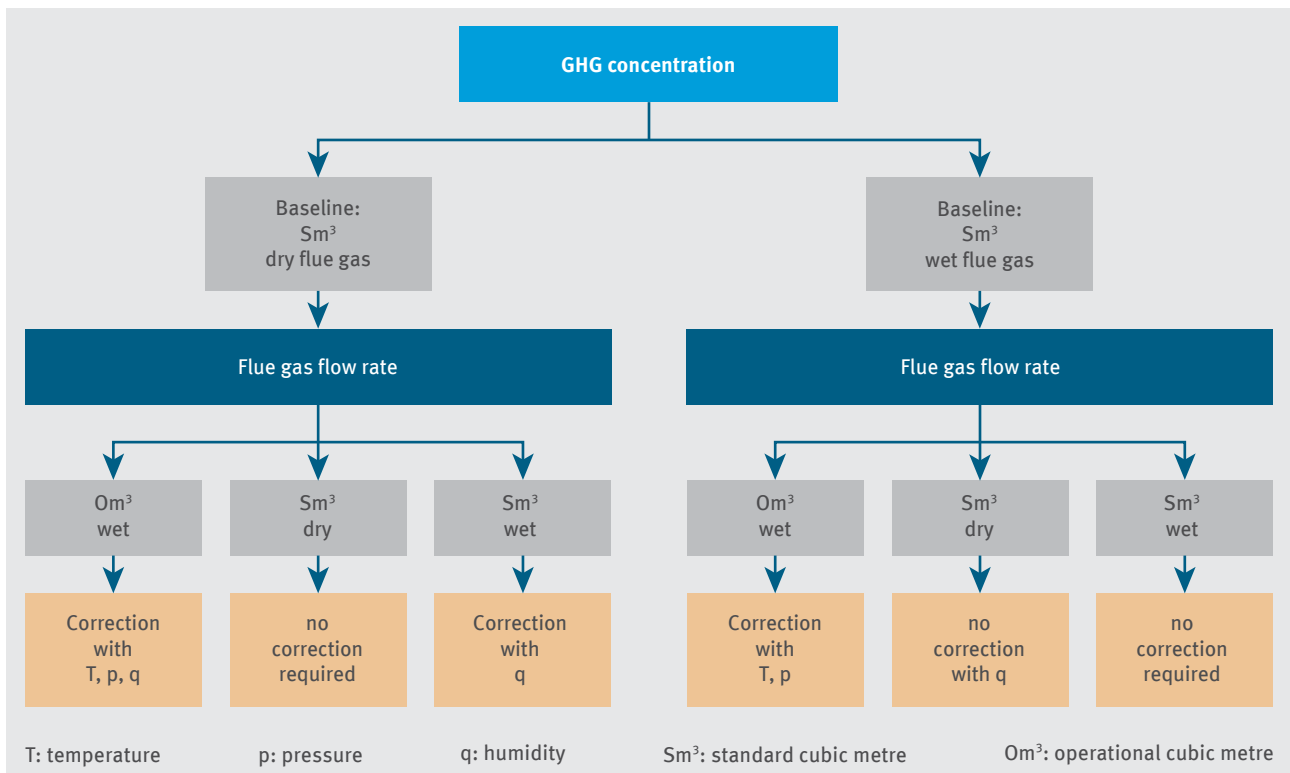 GHG concentration
Baseline:
Sm³
dry flue gas
Baseline:
Sm³
wet flue gas
Flue gas flow rate
Flue gas flow rate
Om³
wet
Sm³
dry
Sm³
wet
Om³
wet
Sm³
dry
Sm³
wet
Correction
with
T, p, q
no
correction
required
Correction
with
q
Correction
with
T, p
no
correction
with q
no
correction
required
T: temperature
p: pressure
q: humidity
Sm³: standard cubic metre
Om³: operational cubic metre